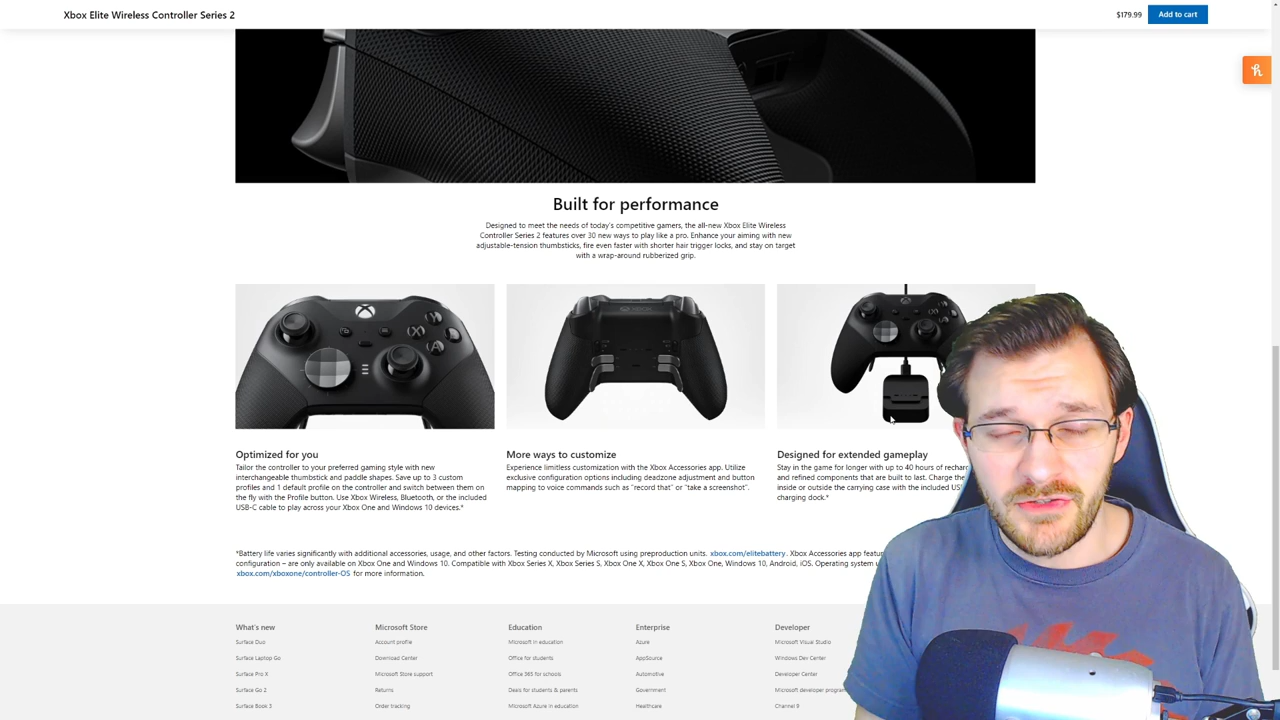 Xbox Elite Wireless Controller Series 2
$179.99
Add to cart
Built for performance
Designed to meet the needs of today's competitive gamers, the all-new Xbox Elite Wireless
Controller Series 2 features over 30 new ways to play like a pro. Enhance your aiming with new
adjustable-tension thumbsticks, fire even faster with shorter hair trigger locks, and stay on target
with a wrap-around rubberized grip.
Optimized for you
Tailor the controller to your preferred gaming style with new
interchangeable thumbstick and paddle shapes. Save up to 3 custom
profiles and 1 default profile on the controller and switch between them on
the fly with the Profile button. Use Xbox Wireless, Bluetooth, or the included
USB-C cable to play across your Xbox One and Windows 10 devices.*
More ways to customize
Experience limitless customization with the Xbox Accessories app. Utilize
exclusive configuration options including deadzone adjustment and button
mapping to voice commands such as "record that" or "take a screenshot".
Designed for extended gameplay
Stay in the game for longer with up to 40 hours of
and refined components that are built to last. Charge the
inside or outside the carrying case with the included
charging dock.*
*Battery life varies significantly with additional accessories, usage, and other factors. Testing conducted by Microsoft using preproduction units. xbox.com/elitebattery. Xbox Accessories app
configuration – are only available on Xbox One and Windows 10. Compatible with Xbox Series X, Xbox Series S, Xbox One X, Xbox One S, Xbox One, Windows 10, Android, iOS. Operating system
xbox.com/xboxone/controller-OS for more information.
What's new
Surface Duo
Surface Laptop Go
Surface Pro X
Surface Go 2
Surface Book 3
Microsoft Store
Account profile
Download Center
Microsoft Store support
Returns
Order tracking
Education
Microsoft in education
Office for students
Office 365 for schools
Deals for students & parents
Microsoft Azure in education
Enterprise
Azure
AppSource
Automotive
Government
Healthcare
Developer
Microsoft Visual Studio
Windows Dev Center
Developer Center
Microsoft developer program
Channel 9